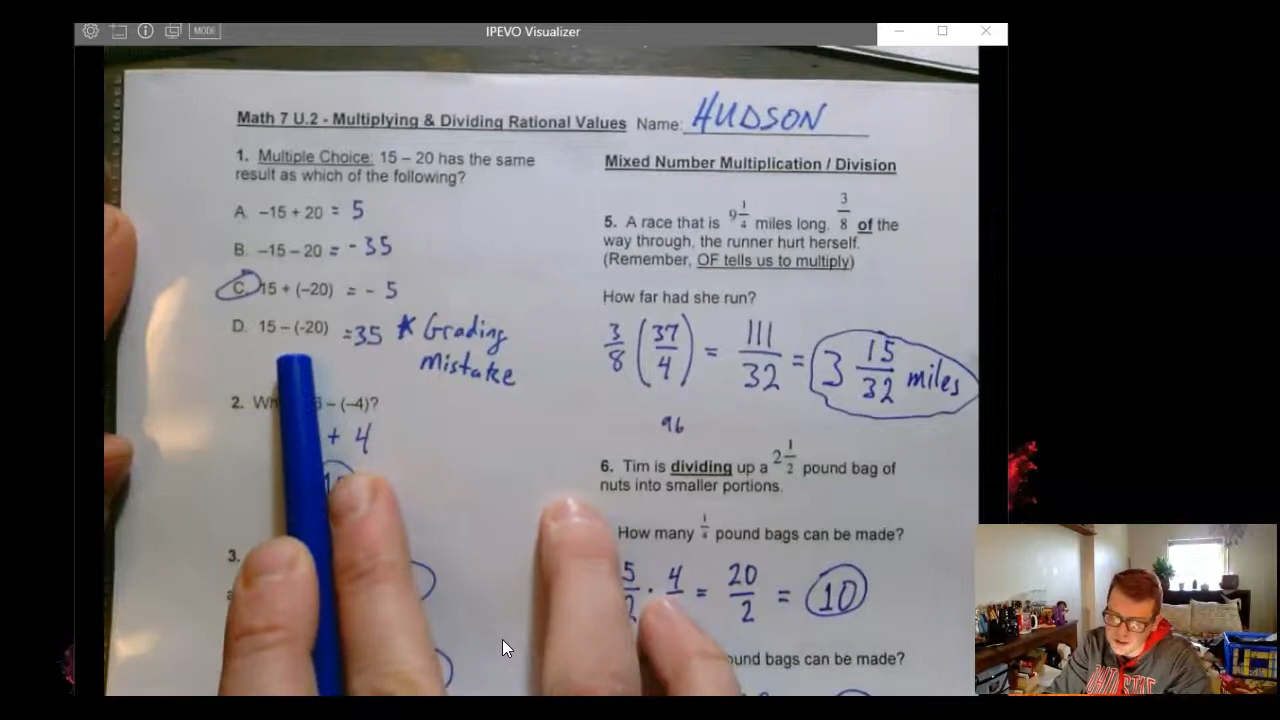 MODE
IPEVO Visualizer
Math 7 U.2 - Multiplying & Dividing Rational Values Name: HUDSON
1. Multiple Choice: 15 – 20 has the same
result as which of the following?
A. –15 + 20 = 5
B. –15 – 20 = -35
C. 15 + (–20) = - 5
D. 15 – (-20) = 35 * Grading
Mistake
2. – (–4)?
+ 4
3.
Mixed Number Multiplication / Division
5. A race that is 9 1/4 miles long. 3/8 of the
way through, the runner hurt herself.
(Remember, OF tells us to multiply)
How far had she run?
3/8 (37/4) = 111/32 = 3 15/32 miles
96
6. Tim is dividing up a 2 1/2 pound bag of
nuts into smaller portions.
How many 1/4 pound bags can be made?
5/2 · 4 = 20/2 = 10
pound bags can be made?